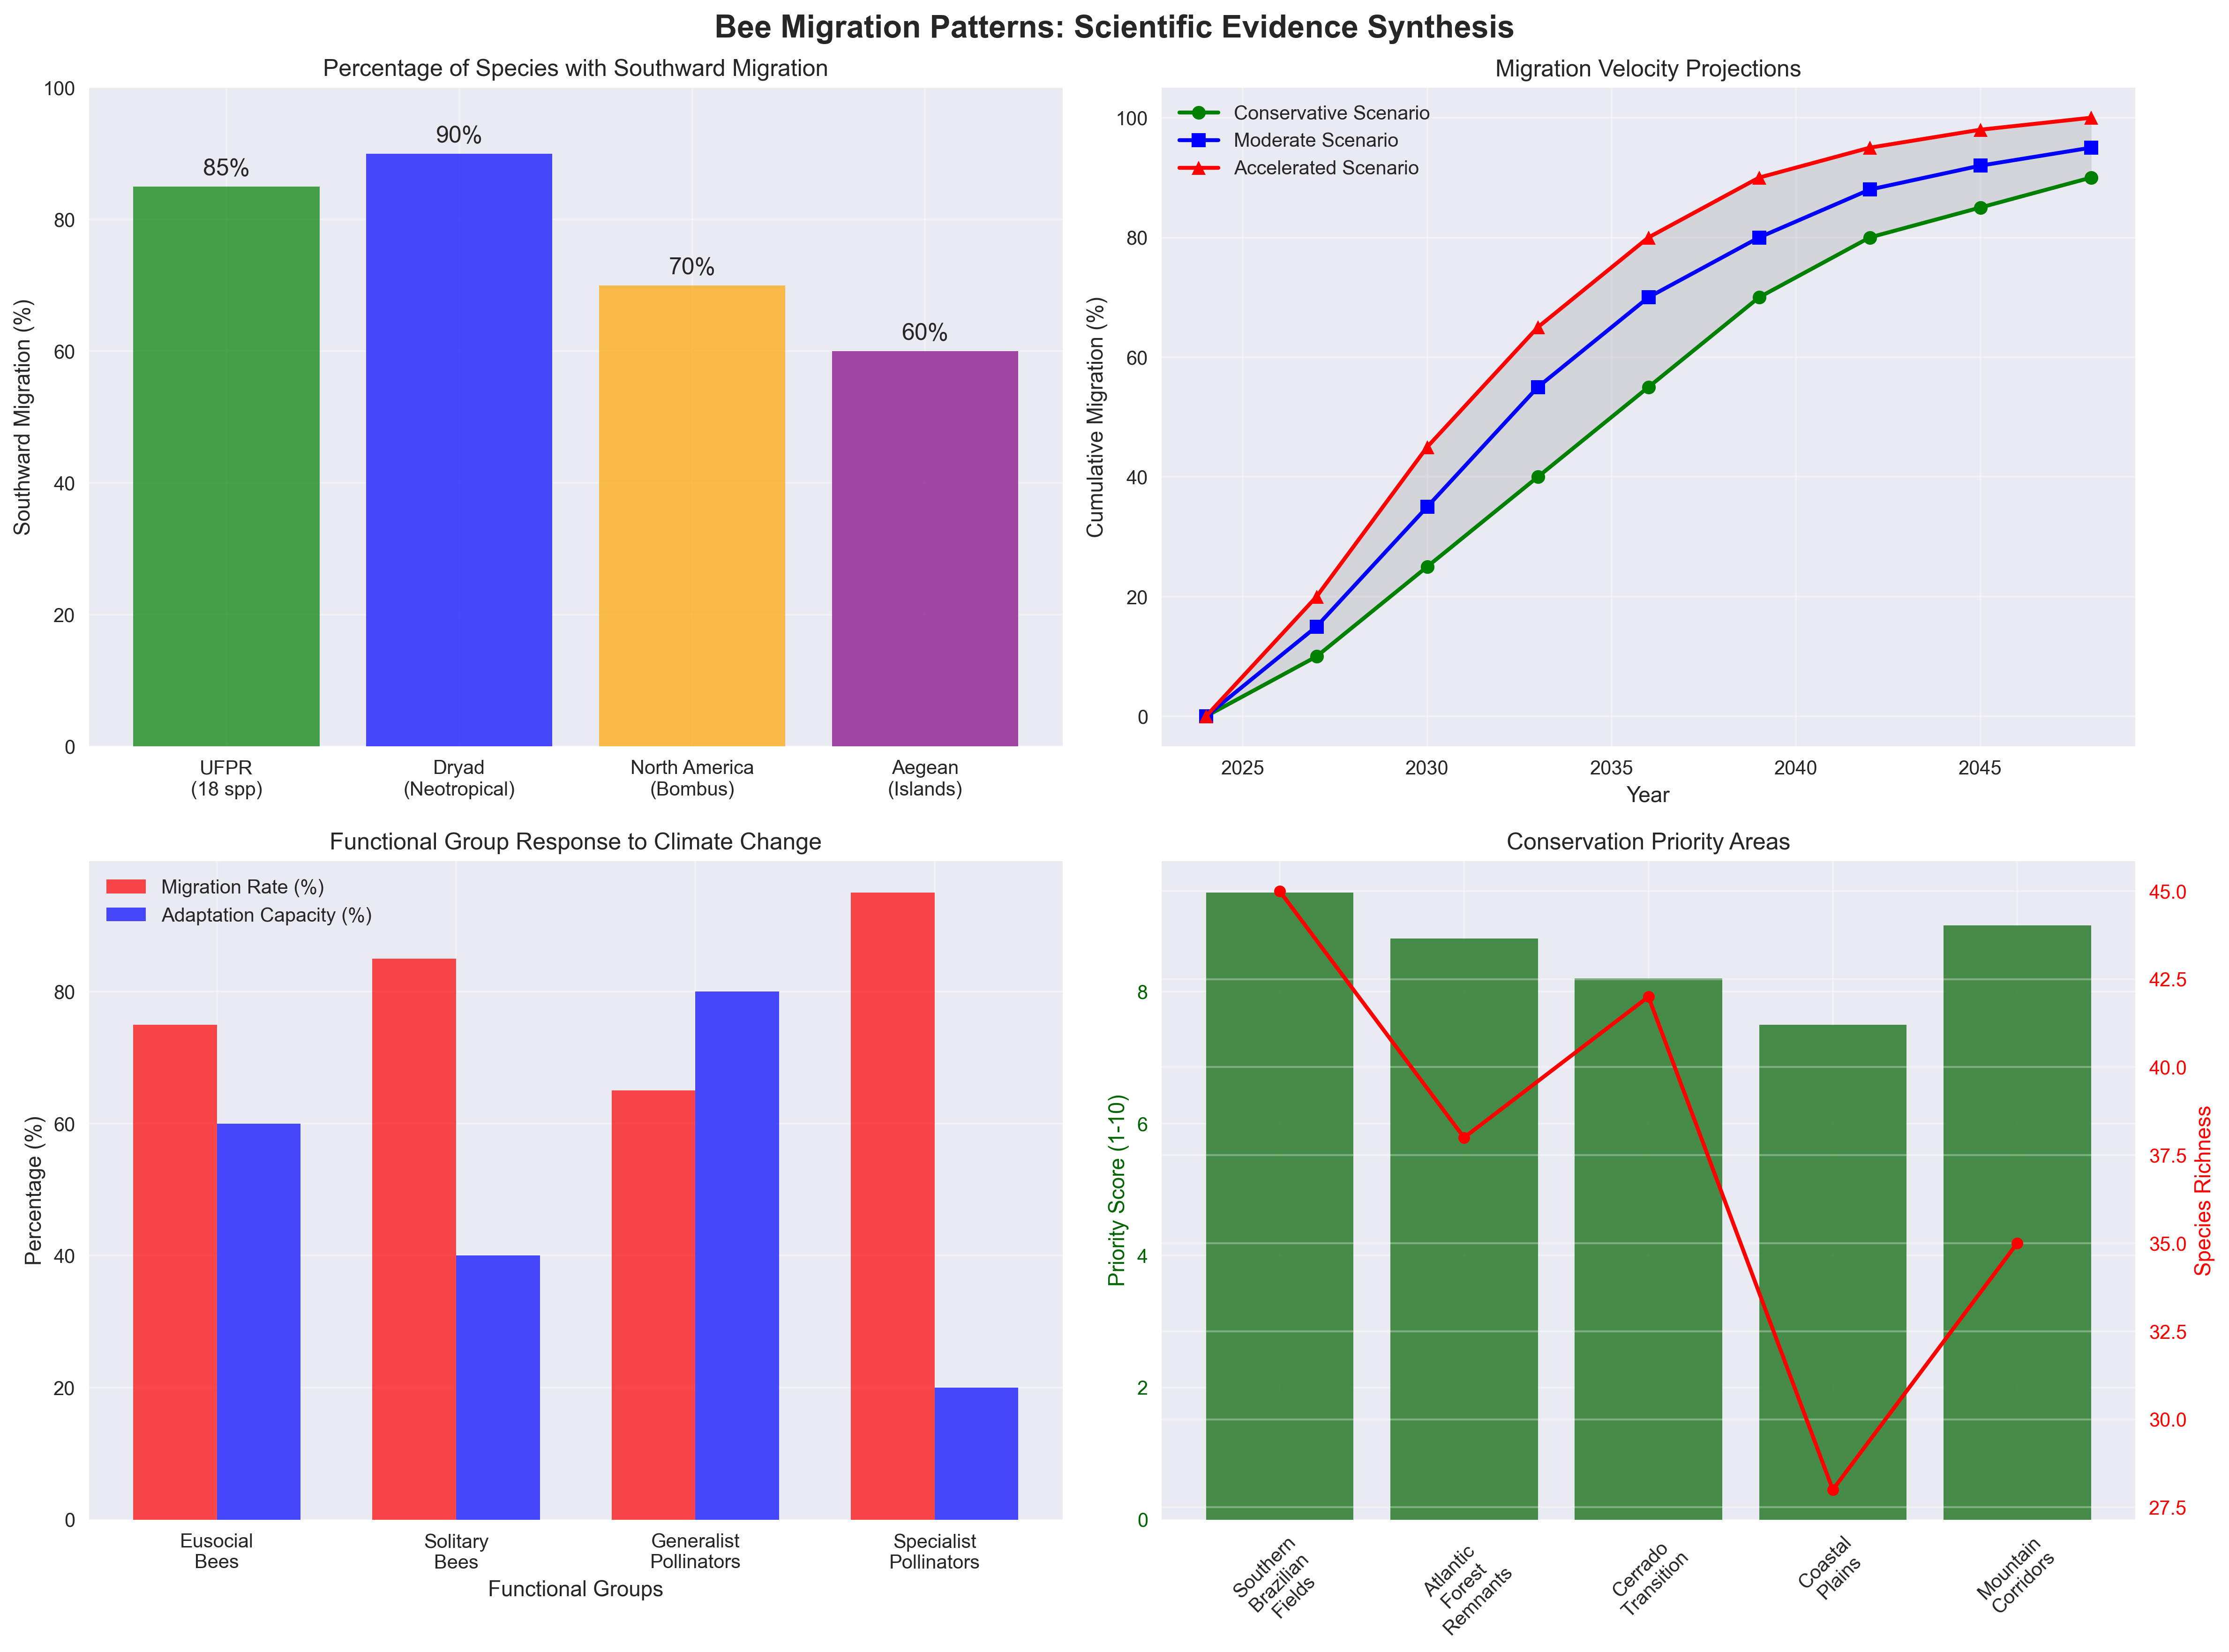 Bee Migration Patterns: Scientific Evidence Synthesis
Percentage of Species with Southward Migration
Southward Migration (%)
100
80
60
40
20
0
85%
90%
70%
60%
UFPR
(18 spp)
Dryad
(Neotropical)
North America
(Bombus)
Aegean
(Islands)
Migration Velocity Projections
Conservative Scenario
Moderate Scenario
Accelerated Scenario
Cumulative Migration (%)
100
80
60
40
20
0
2025
2030
2035
2040
2045
Year
Functional Group Response to Climate Change
Migration Rate (%)
Adaptation Capacity (%)
Percentage (%)
80
60
40
20
0
Eusocial
Bees
Solitary
Bees
Generalist
Pollinators
Specialist
Pollinators
Functional Groups
Conservation Priority Areas
Priority Score (1-10)
8
6
4
2
0
45.0
42.5
40.0
37.5
35.0
32.5
30.0
27.5
Species Richness
Southern
Brazilian
Fields
Atlantic
Forest
Remnants
Cerrado
Transition
Coastal
Plains
Mountain
Corridors